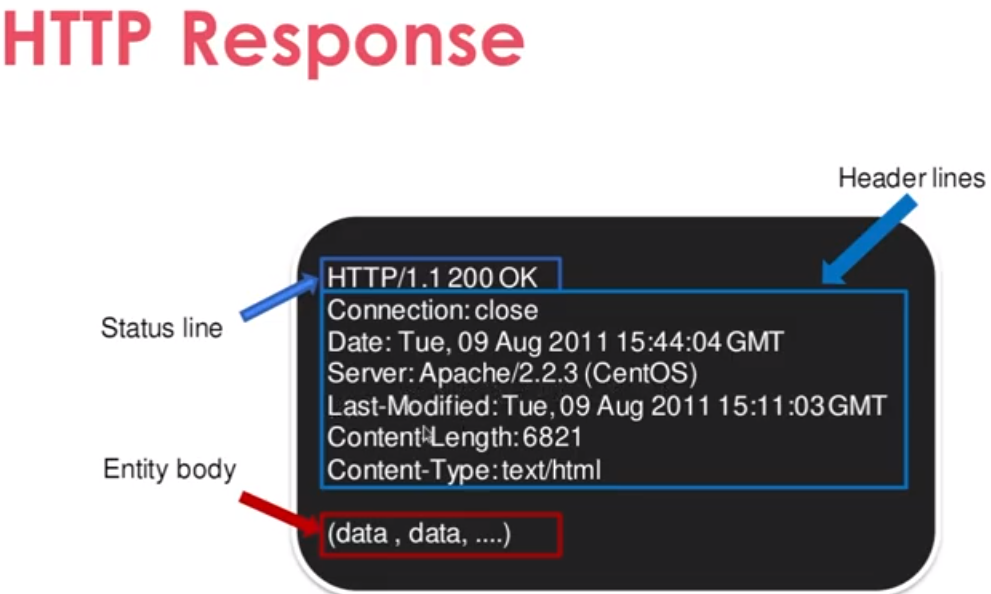 HTTP Response
Header lines
HTTP/1.1 200 OK
Connection: close
Date: Tue, 09 Aug 2011 15:44:04 GMT
Status line
Server: Apache/2.2.3 (CentOS)
Last-Modified: Tue, 09 Aug 2011 15:11:03 GMT
Content-Length: 6821
Content-Type: text/html
Entity body
(data , data, ....)